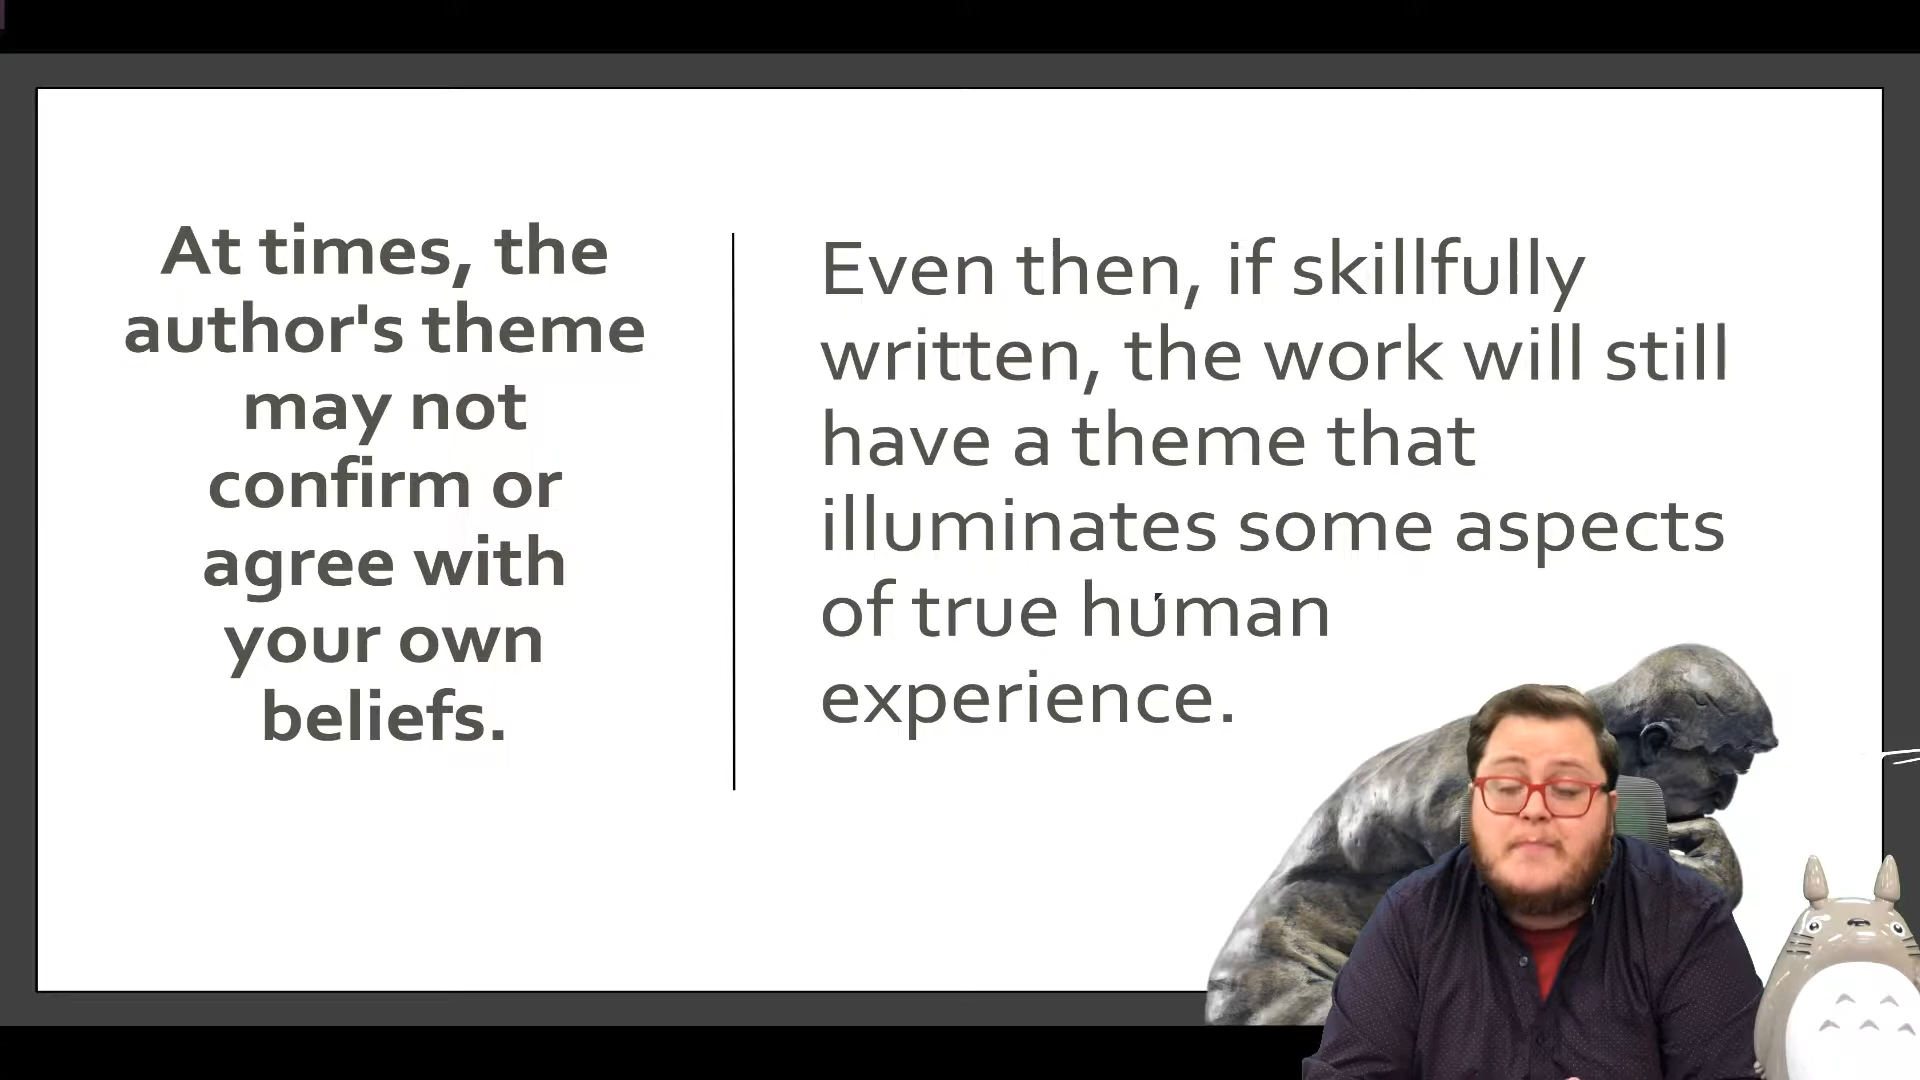 At times, the
author's theme
may not
confirm or
agree with
your own
beliefs.
Even then, if skillfully
written, the work will still
have a theme that
illuminates some aspects
of true human
experience.